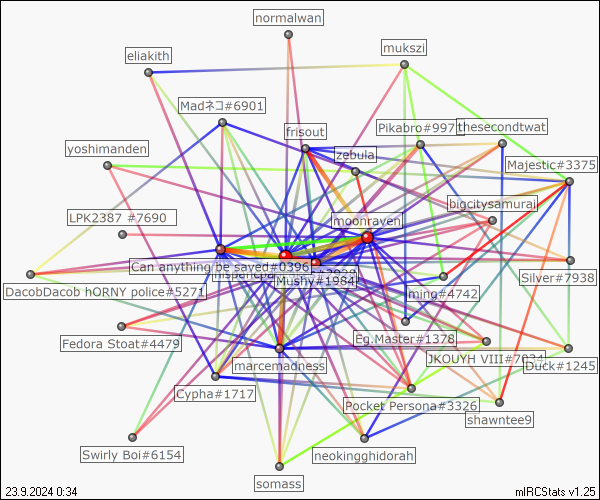 normalwan
eliakith
mukszi
Madネコ#6901
frisout
Pikabro#997
thesecondtwat
yoshimanden
zebula
Majestic#3375
bigcitysamurai
LPK2387 #7690
moonraven
Can anything be sayed#0396
Mushy#1984
Silver#7938
DacobDacob hORNY police#5271
ming#4742
Fedora Stoat#4479
Eg.Master#1378
JKOUYH VIII#7934
marcemadness
Duck#1245
Cypha#1717
Pocket Persona#3326
shawntee9
Swirly Boi#6154
neokingghidorah
somass
23.9.2024 0:34
mIRCStats v1.25